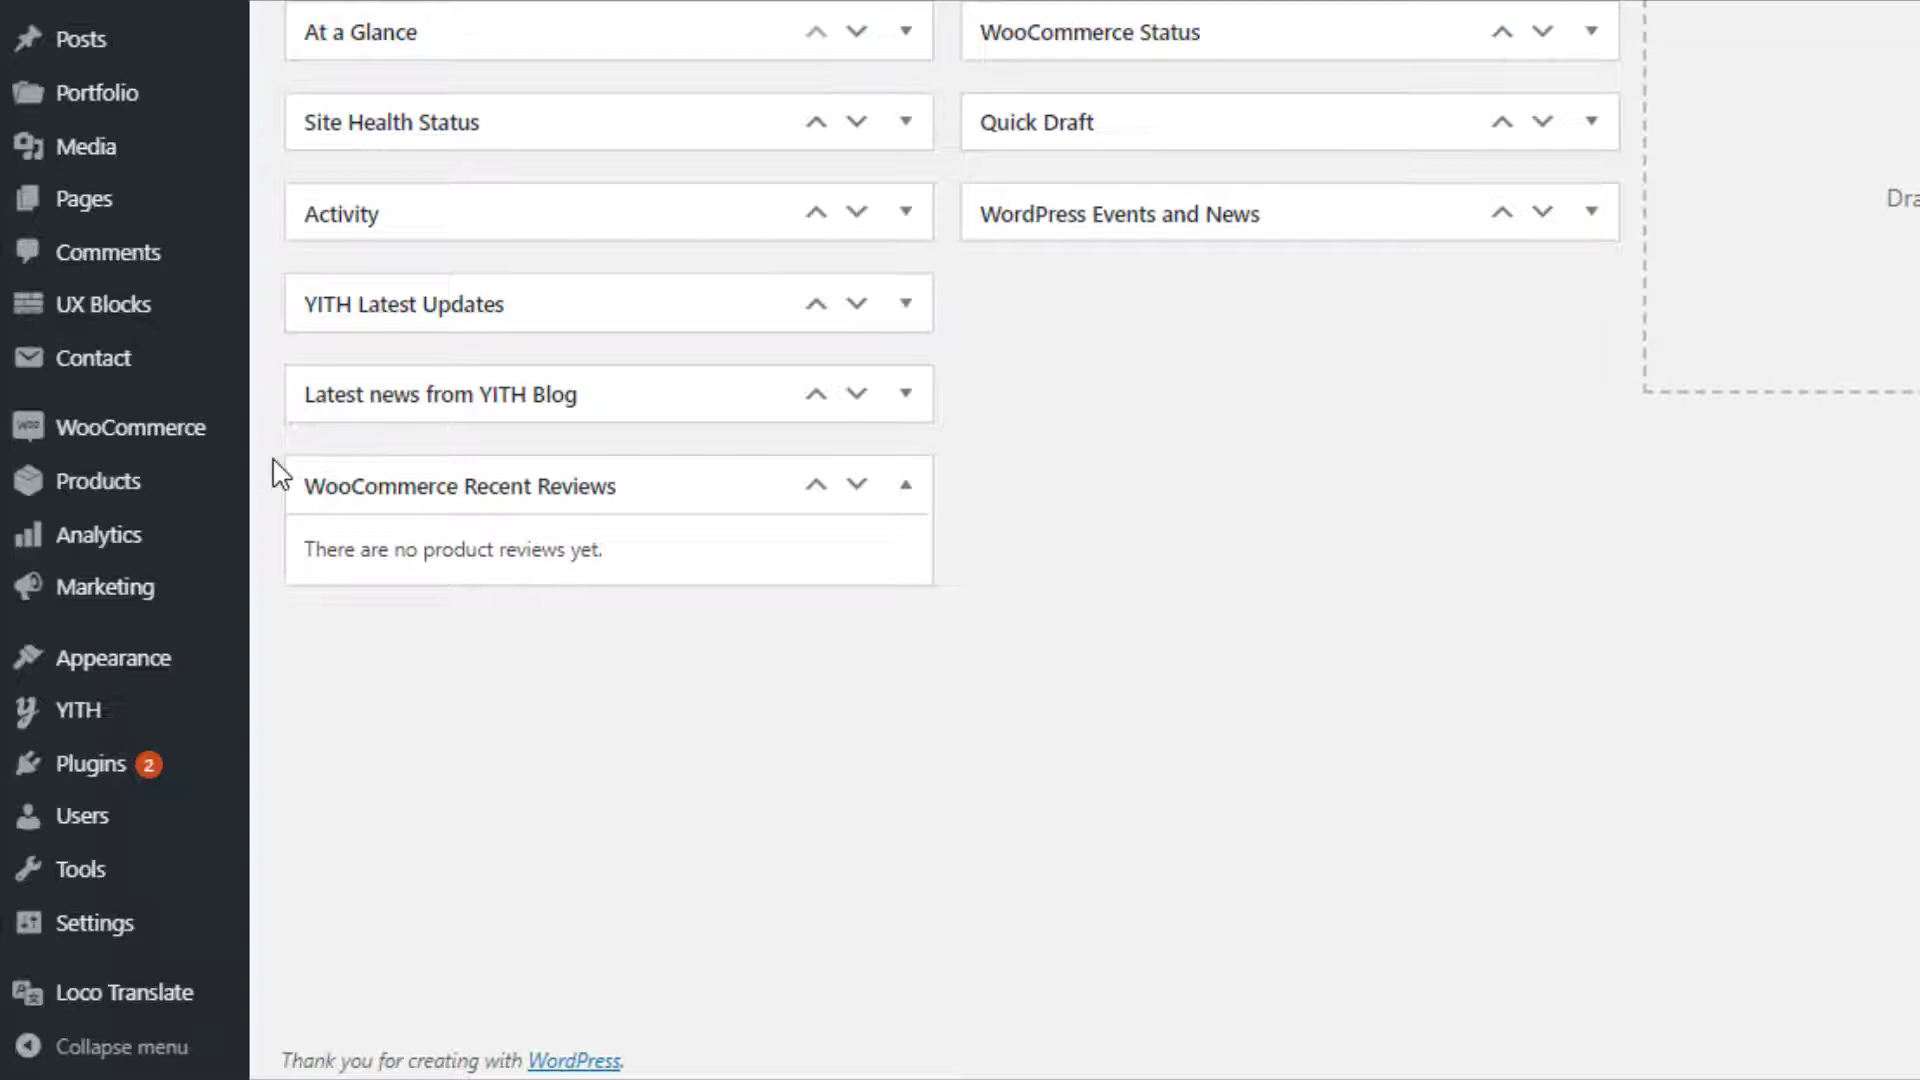 Posts
Portfolio
Media
Pages
Comments
UX Blocks
Contact
WooCommerce
Products
Analytics
Marketing
Appearance
YITH
Plugins 2
Users
Tools
Settings
Loco Translate
Collapse menu
At a Glance
Site Health Status
Activity
YITH Latest Updates
Latest news from YITH Blog
WooCommerce Recent Reviews
There are no product reviews yet.
WooCommerce Status
Quick Draft
WordPress Events and News
Dra
Thank you for creating with WordPress.